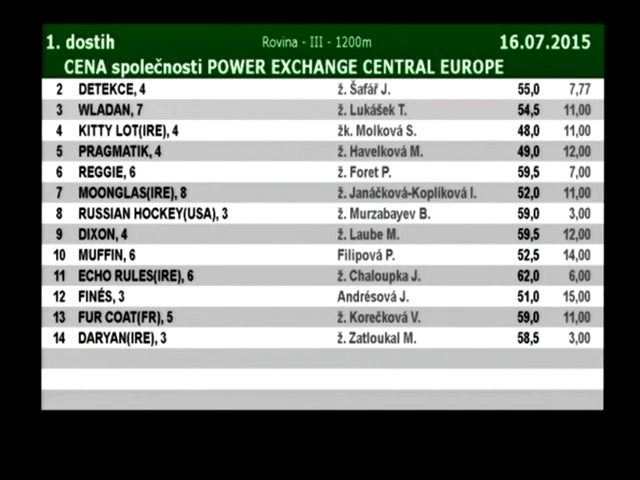 1. dostih Rovina - III - 1200m 16.07.2015
CENA společnosti POWER EXCHANGE CENTRAL EUROPE
2 DETEKCE, 4 ž. Šafář J. 55,0 7,77
3 WLADAN, 7 ž. Lukášek T. 54,5 11,00
4 KITTY LOT(IRE), 4 žk. Molková S. 48,0 11,00
5 PRAGMATIK, 4 ž. Havelková M. 49,0 12,00
6 REGGIE, 6 ž. Foret P. 59,5 7,00
7 MOONGLAS(IRE), 8 ž. Janáčková-Koplíková I. 52,0 11,00
8 RUSSIAN HOCKEY(USA), 3 ž. Murzabayev B. 59,0 3,00
9 DIXON, 4 ž. Laube M. 59,5 12,00
10 MUFFIN, 6 Filipová P. 52,5 14,00
11 ECHO RULES(IRE), 6 ž. Chaloupka J. 62,0 6,00
12 FINÉS, 3 Andrésová J. 51,0 15,00
13 FUR COAT(FR), 5 ž. Korečková V. 59,0 11,00
14 DARYAN(IRE), 3 ž. Zatloukal M. 58,5 3,00